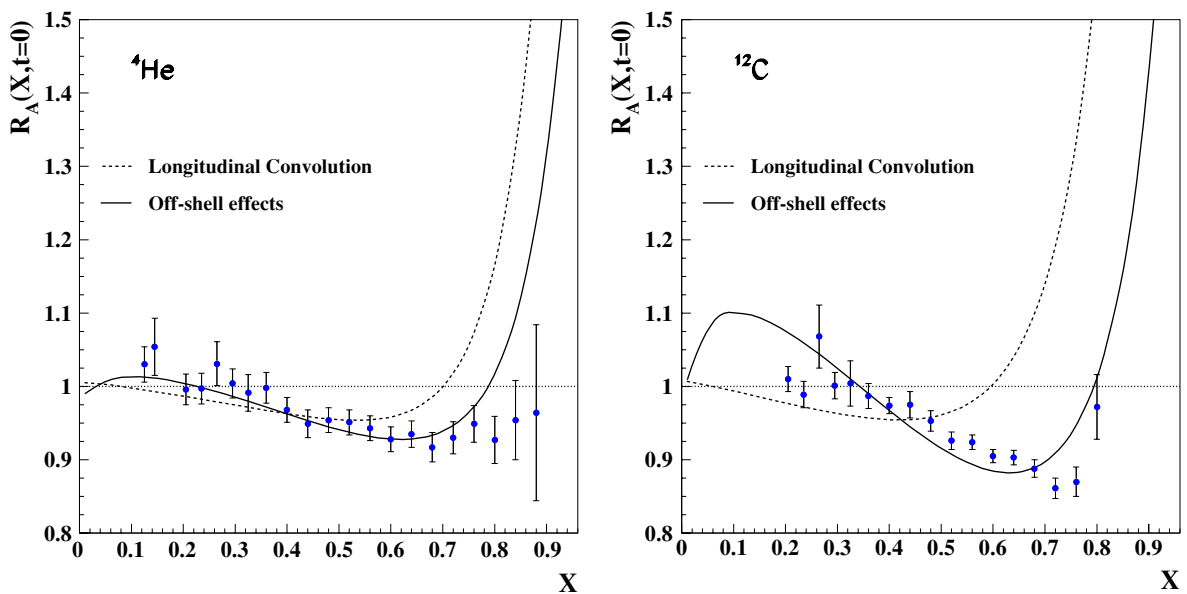 R_A(X,t=0)
1.5
1.4
1.3
1.2
1.1
1
0.9
0.8
⁴He
Longitudinal Convolution
Off-shell effects
0 0.1 0.2 0.3 0.4 0.5 0.6 0.7 0.8 0.9
X
R_A(X,t=0)
1.5
1.4
1.3
1.2
1.1
1
0.9
0.8
¹²C
Longitudinal Convolution
Off-shell effects
0 0.1 0.2 0.3 0.4 0.5 0.6 0.7 0.8 0.9
X